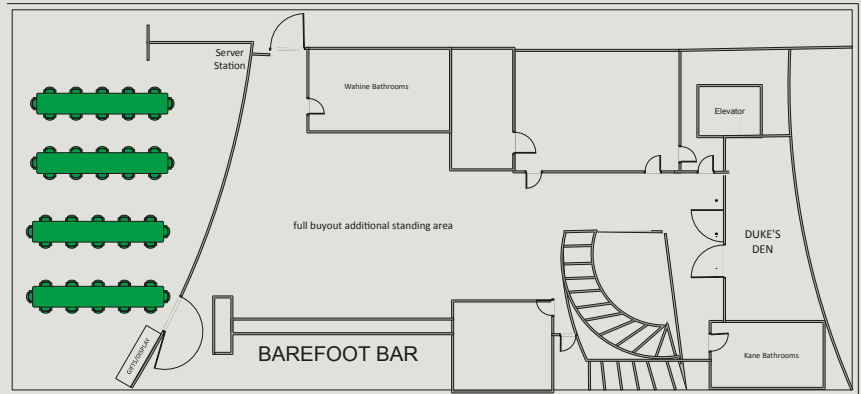 Server
Station
Wahine Bathrooms
Elevator
full buyout additional standing area
DUKE'S
DEN
GIFTS/DISPLAY
BAREFOOT BAR
Kane Bathrooms